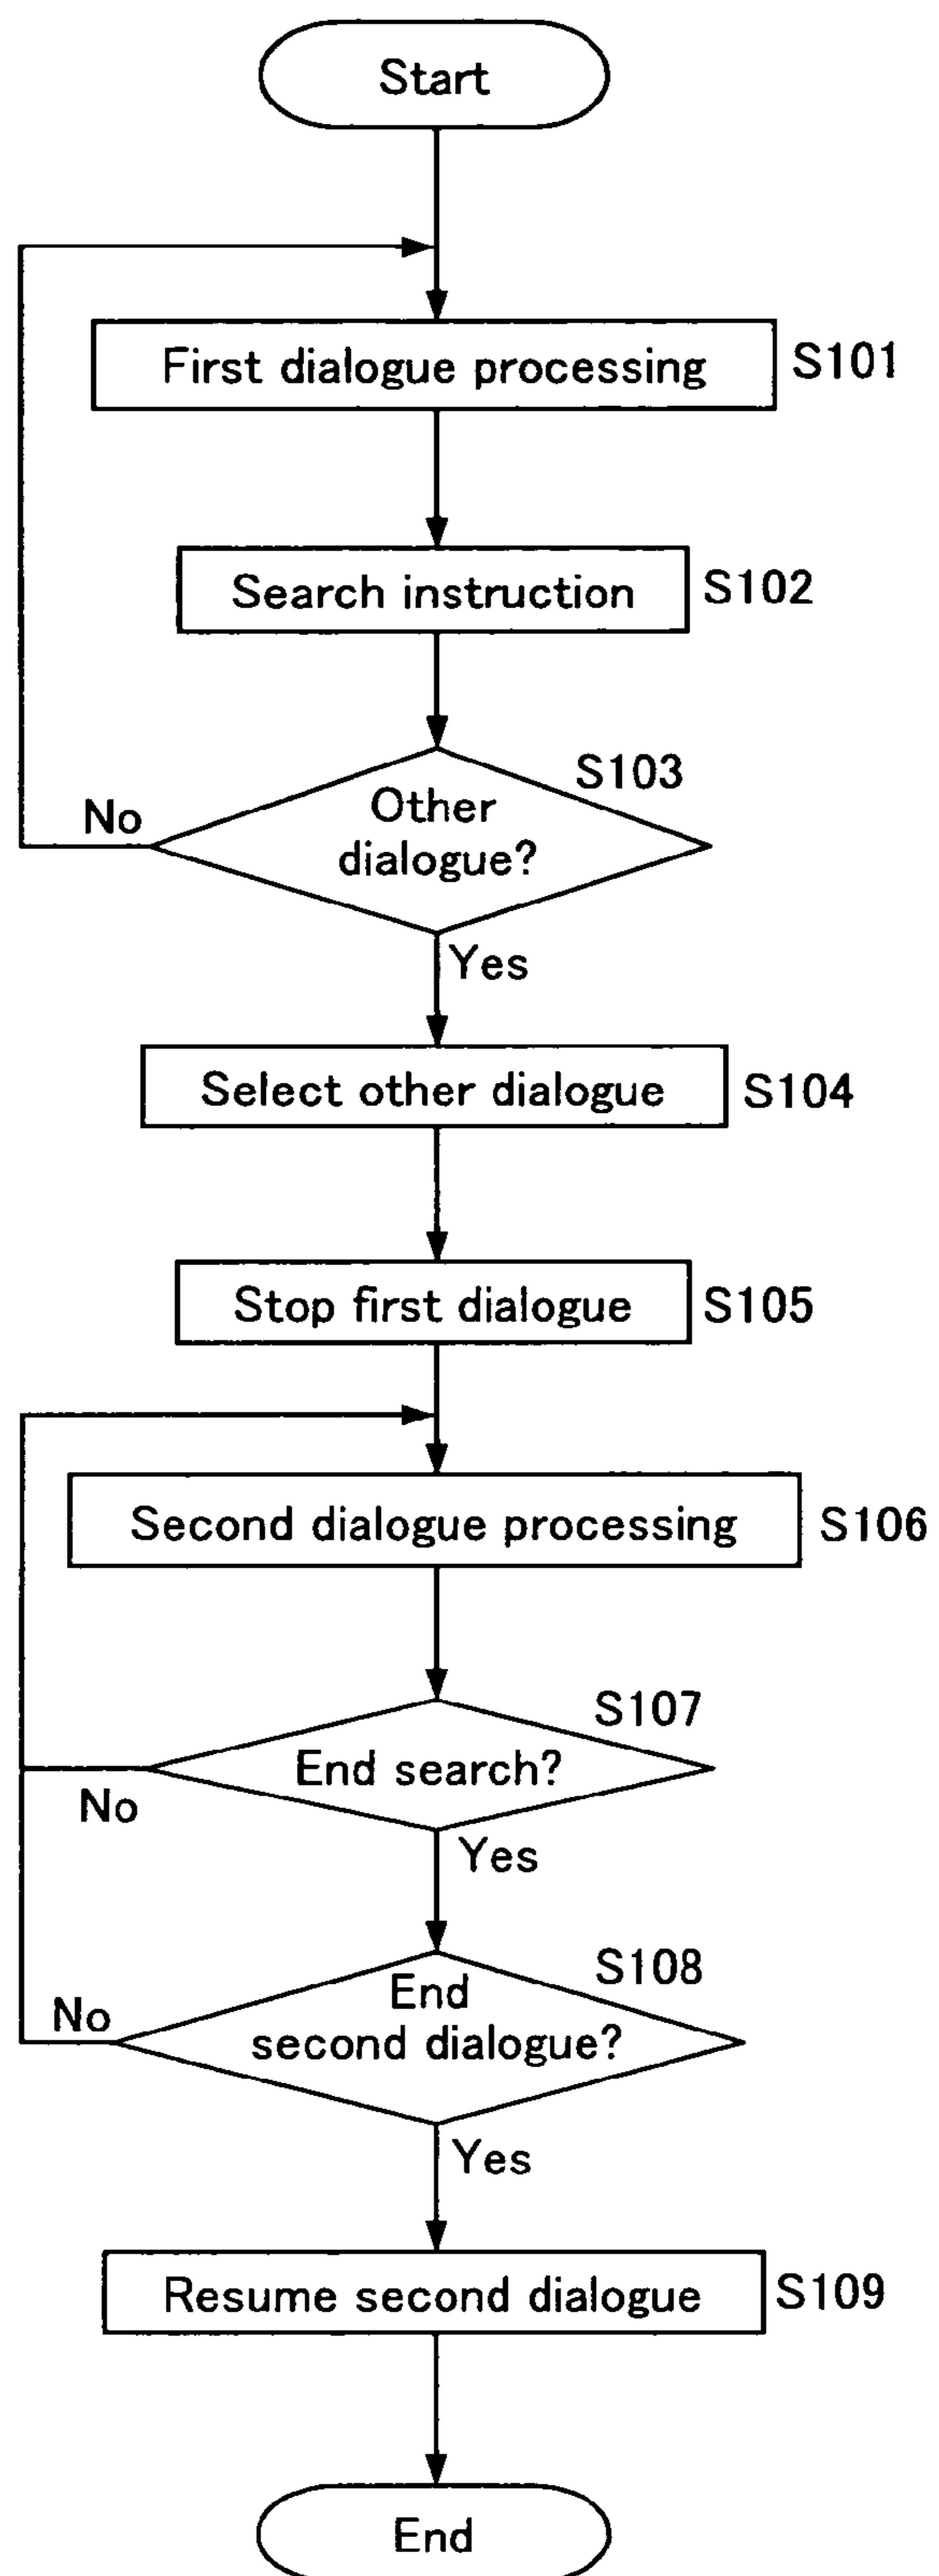 Start
First dialogue processing
S101
Search instruction
S102
S103
Other
dialogue?
No
Yes
Select other dialogue
S104
Stop first dialogue
S105
Second dialogue processing
S106
S107
End search?
No
Yes
S108
End
second dialogue?
No
Yes
Resume second dialogue
S109
End